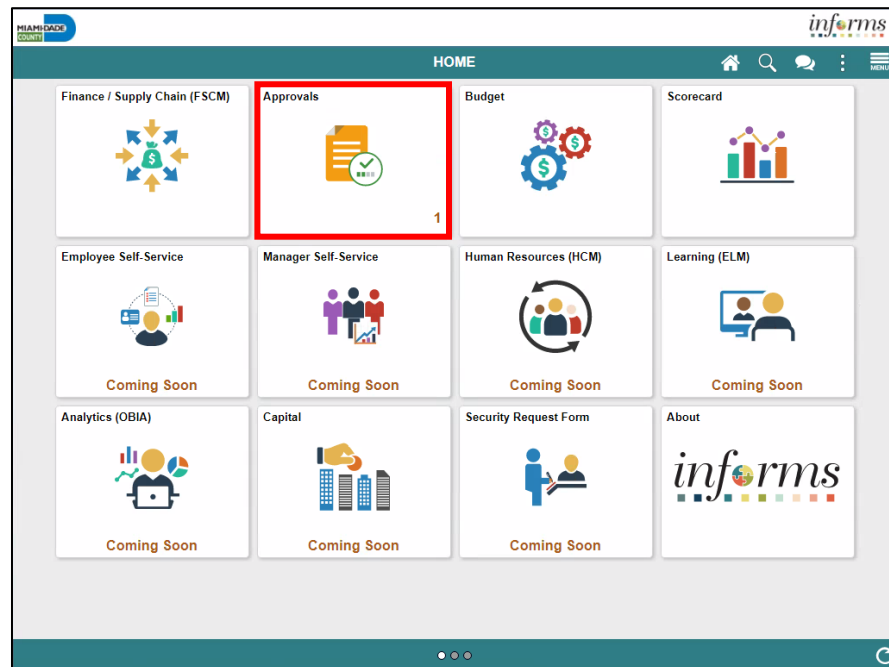 MIAMI-DADE
COUNTY
informs
HOME
MENU
Finance / Supply Chain (FSCM)
Approvals
Budget
Scorecard
1
Employee Self-Service
Manager Self-Service
Human Resources (HCM)
Learning (ELM)
Coming Soon
Coming Soon
Coming Soon
Coming Soon
Analytics (OBIA)
Capital
Security Request Form
About
informs
Coming Soon
Coming Soon
Coming Soon